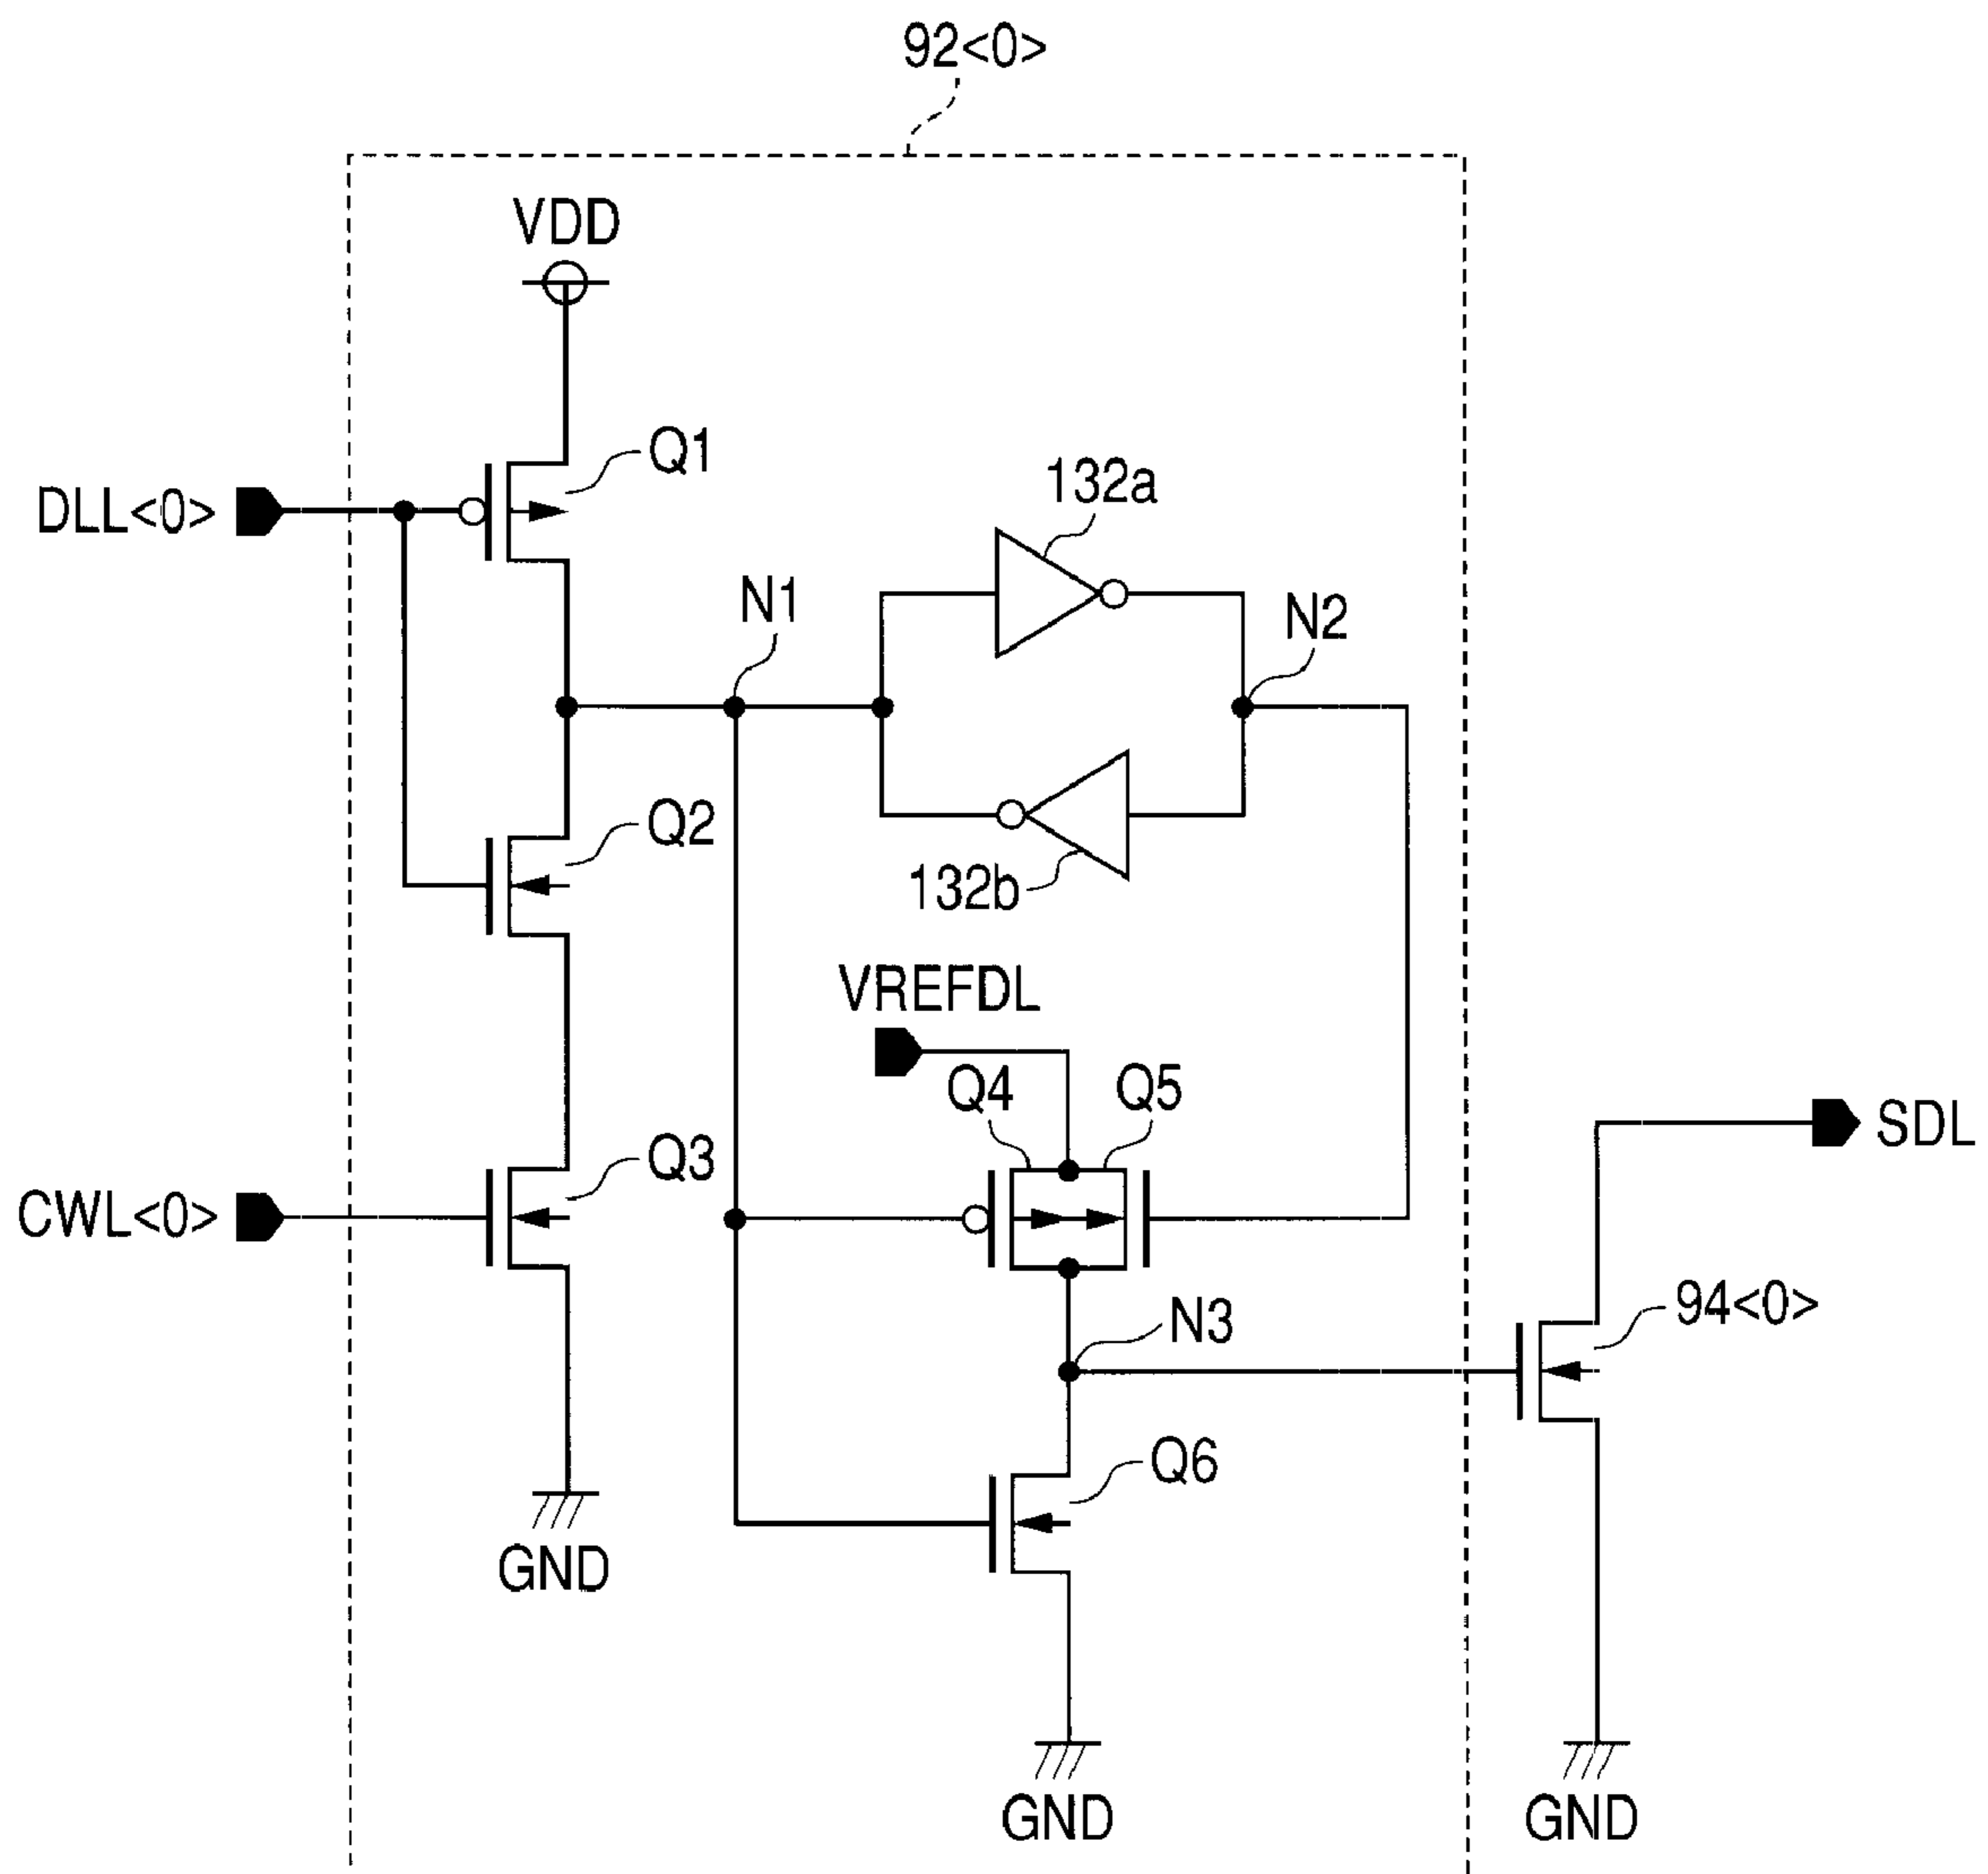 92<0>
VDD
Q1
DLL<0>
132a
N1
N2
Q2
132b
VREFDL
Q4
Q5
SDL
Q3
CWL<0>
94<0>
N3
Q6
GND
GND
GND